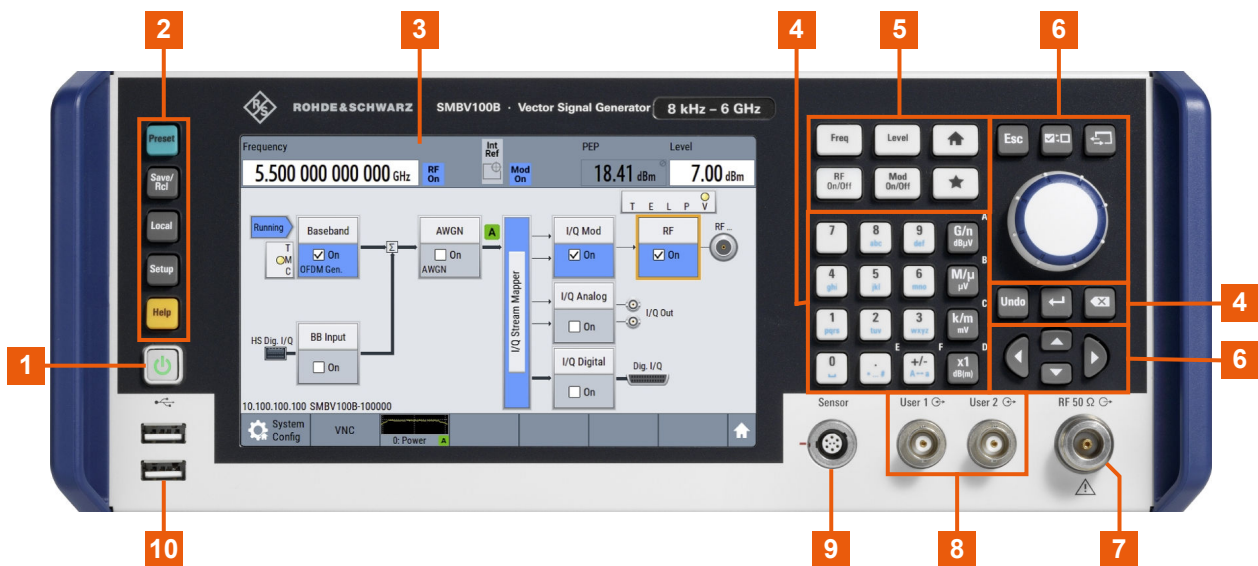 2
3
4
5
6
ROHDE&SCHWARZ SMBV100B · Vector Signal Generator 8 kHz – 6 GHz
Preset
Save/
Rcl
Local
Setup
Help
1
Frequency
Int
Ref
PEP
Level
5.500 000 000 000 GHz
RF
On
Mod
On
18.41 dBm
7.00 dBm
T E L P V
Running
Baseband
On
OFDM Gen.
T
M
C
Σ
AWGN
On
AWGN
A
I/Q Stream Mapper
I/Q Mod
On
RF
On
RF ...
I/Q Analog
On
I/Q Out
HS Dig. I/Q
BB Input
On
I/Q Digital
On
Dig. I/Q
10.100.100.100 SMBV100B-100000
System
Config
VNC
0: Power A
Freq
Level
RF
On/Off
Mod
On/Off
Esc
A
7
8
abc
9
def
G/n
dBµV
B
4
ghi
5
jkl
6
mno
M/µ
µV
C
1
pqrs
2
tuv
3
wxyz
k/m
mV
E
F
D
0
.
*...#
+/-
A↔a
x1
dB(m)
4
Undo
4
6
Sensor
User 1
User 2
RF 50 Ω
10
9
8
7